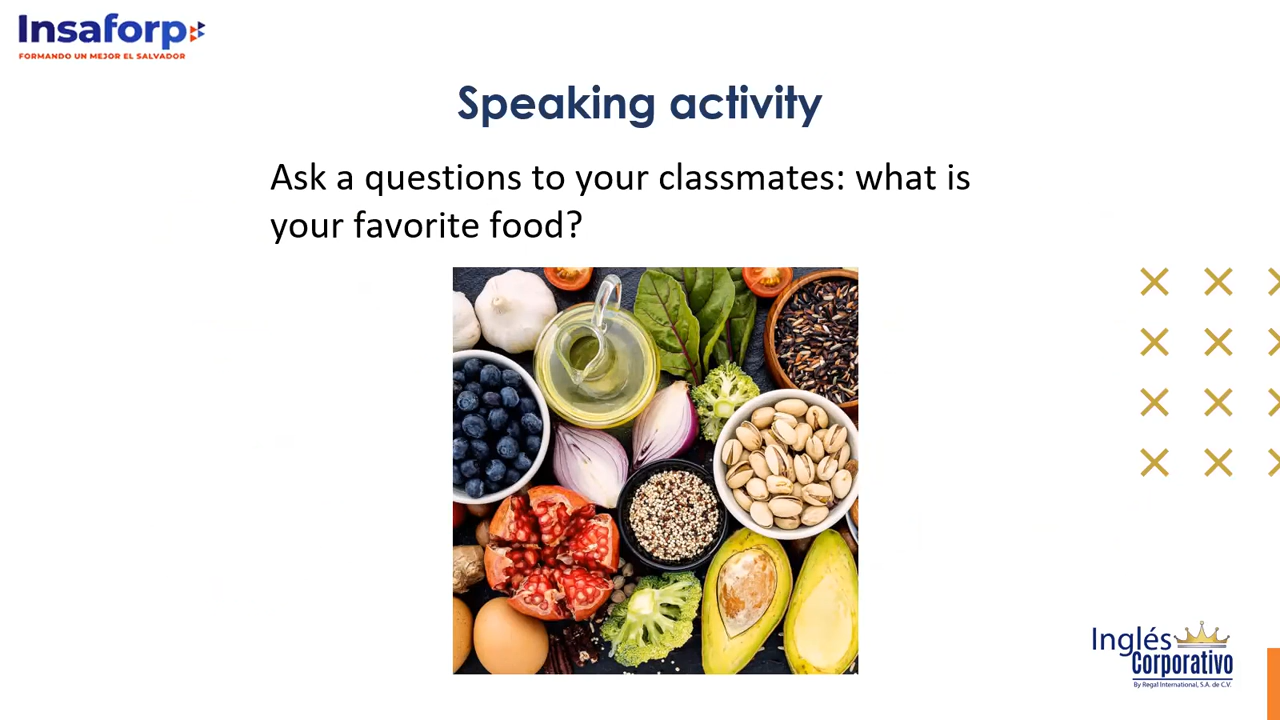 Insaforp
FORMANDO UN MEJOR EL SALVADOR
Speaking activity
Ask a questions to your classmates: what is
your favorite food?
Inglés
Corporativo
By Regal International, S.A. de C.V.